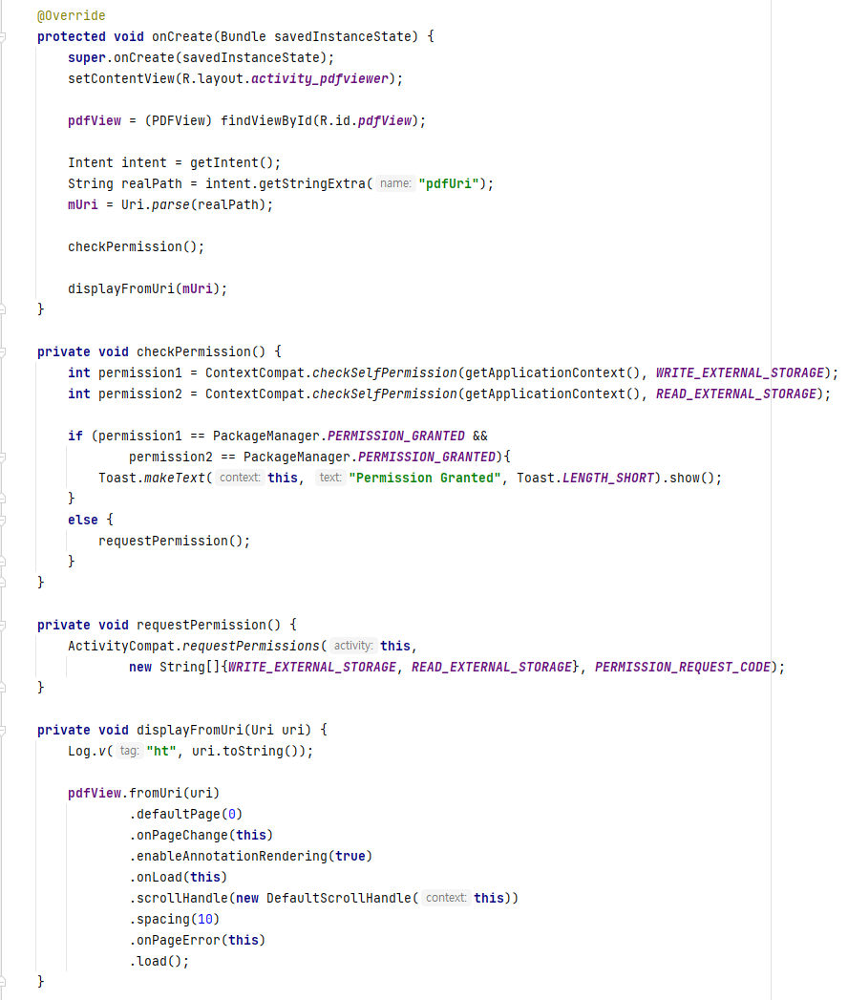 @Override
protected void onCreate(Bundle savedInstanceState) {
    super.onCreate(savedInstanceState);
    setContentView(R.layout.activity_pdfviewer);

    pdfView = (PDFView) findViewById(R.id.pdfView);

    Intent intent = getIntent();
    String realPath = intent.getStringExtra( name: "pdfUri");
    mUri = Uri.parse(realPath);

    checkPermission();

    displayFromUri(mUri);
}

private void checkPermission() {
    int permission1 = ContextCompat.checkSelfPermission(getApplicationContext(), WRITE_EXTERNAL_STORAGE);
    int permission2 = ContextCompat.checkSelfPermission(getApplicationContext(), READ_EXTERNAL_STORAGE);

    if (permission1 == PackageManager.PERMISSION_GRANTED &&
            permission2 == PackageManager.PERMISSION_GRANTED){
        Toast.makeText( context: this, text: "Permission Granted", Toast.LENGTH_SHORT).show();
    }
    else {
        requestPermission();
    }
}

private void requestPermission() {
    ActivityCompat.requestPermissions( activity: this,
            new String[]{WRITE_EXTERNAL_STORAGE, READ_EXTERNAL_STORAGE}, PERMISSION_REQUEST_CODE);
}

private void displayFromUri(Uri uri) {
    Log.v( tag: "ht", uri.toString());

    pdfView.fromUri(uri)
            .defaultPage(0)
            .onPageChange(this)
            .enableAnnotationRendering(true)
            .onLoad(this)
            .scrollHandle(new DefaultScrollHandle( context: this))
            .spacing(10)
            .onPageError(this)
            .load();
}